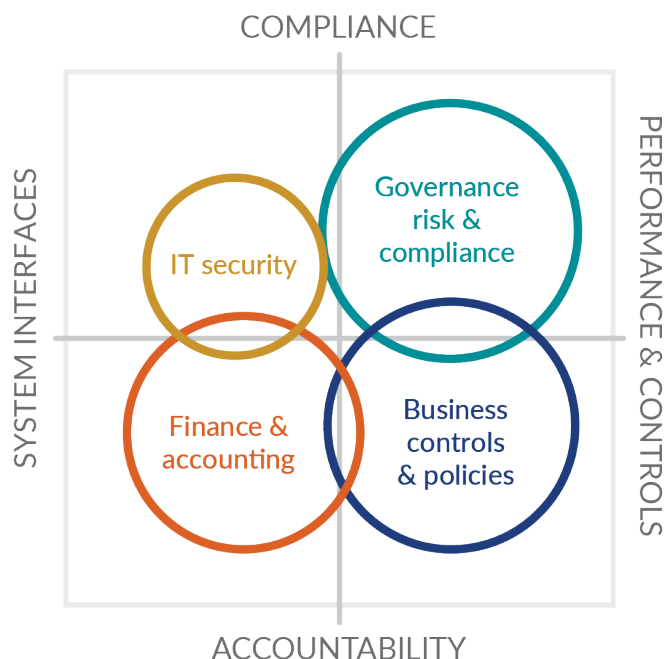 COMPLIANCE
SYSTEM INTERFACES
PERFORMANCE & CONTROLS
Governance
risk &
compliance
IT security
Business
controls
& policies
Finance &
accounting
ACCOUNTABILITY